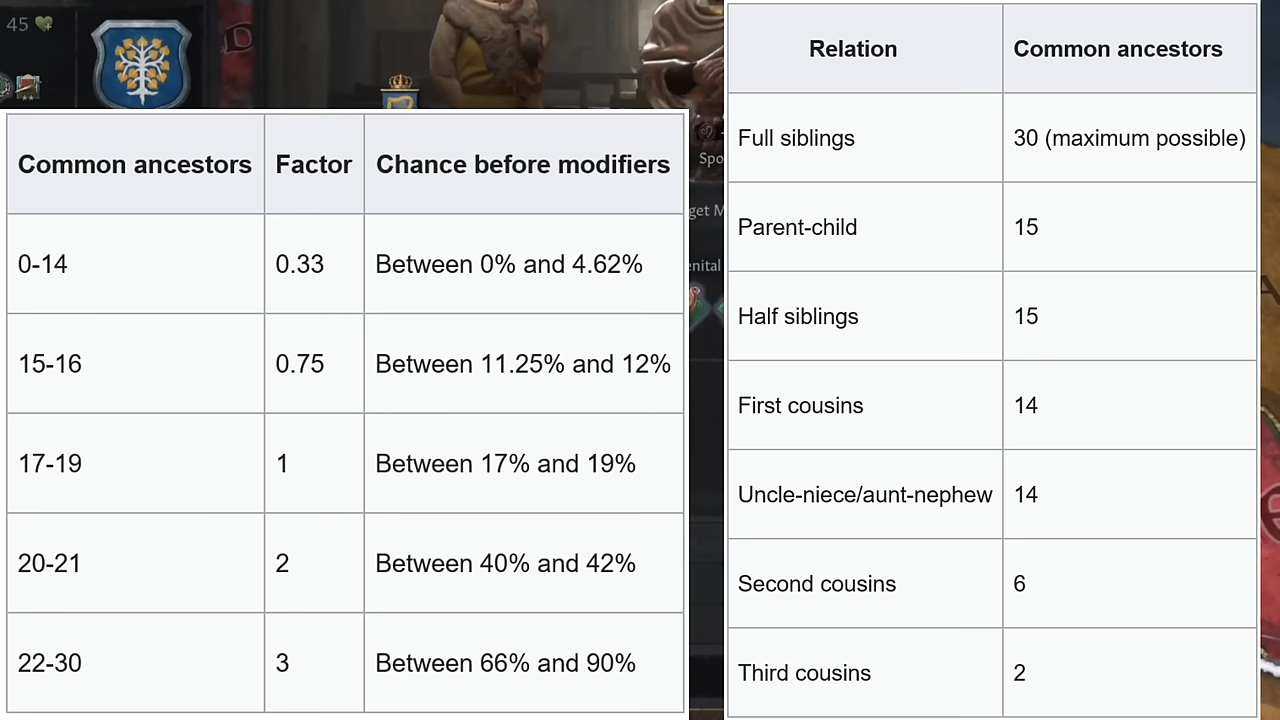 45
D
Common ancestors Factor Chance before modifiers
0-14 0.33 Between 0% and 4.62%
15-16 0.75 Between 11.25% and 12%
17-19 1 Between 17% and 19%
20-21 2 Between 40% and 42%
22-30 3 Between 66% and 90%
Spo
get M
enital
Relation Common ancestors
Full siblings 30 (maximum possible)
Parent-child 15
Half siblings 15
First cousins 14
Uncle-niece/aunt-nephew 14
Second cousins 6
Third cousins 2